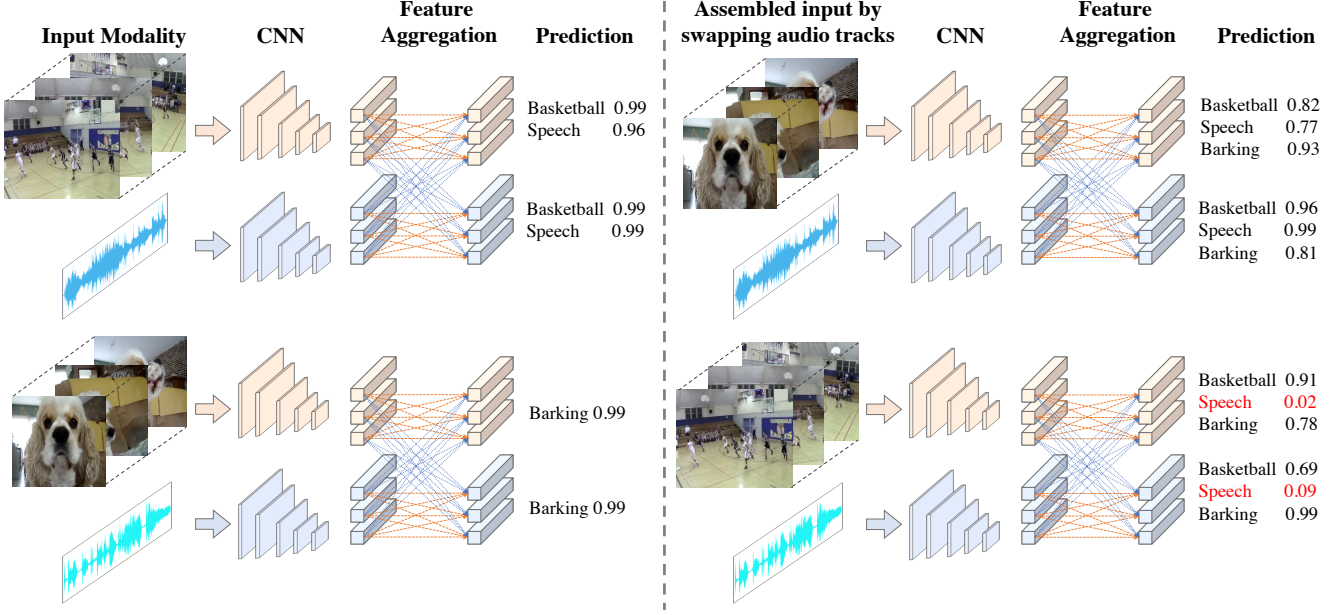 Input Modality
CNN
Feature
Aggregation
Prediction
Basketball 0.99
Speech 0.96
Basketball 0.99
Speech 0.99
Barking 0.99
Barking 0.99
Assembled input by
swapping audio tracks
CNN
Feature
Aggregation
Prediction
Basketball 0.82
Speech 0.77
Barking 0.93
Basketball 0.96
Speech 0.99
Barking 0.81
Basketball 0.91
Speech 0.02
Barking 0.78
Basketball 0.69
Speech 0.09
Barking 0.99